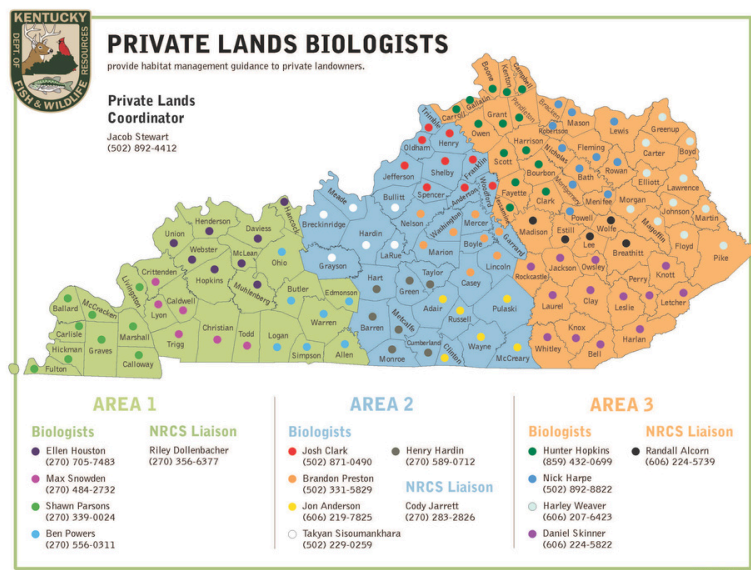 KENTUCKY
DEPT. OF
RESOURCES
FISH & WILDLIFE
PRIVATE LANDS BIOLOGISTS
provide habitat management guidance to private landowners.
Private Lands
Coordinator
Jacob Stewart
(502) 892-4412
Boone
Kenton
Campbell
Gallatin
Pendleton
Bracken
Trimble
Carroll
Grant
Owen
Robertson
Mason
Lewis
Greenup
Oldham
Henry
Harrison
Nicholas
Fleming
Carter
Boyd
Jefferson
Shelby
Franklin
Scott
Bourbon
Bath
Rowan
Elliott
Lawrence
Spencer
Anderson
Woodford
Fayette
Clark
Montgomery
Menifee
Morgan
Johnson
Martin
Meade
Bullitt
Nelson
Washington
Mercer
Jessamine
Madison
Powell
Estill
Wolfe
Lee
Magoffin
Floyd
Pike
Hancock
Breckinridge
Hardin
LaRue
Marion
Boyle
Garrard
Lincoln
Rockcastle
Jackson
Owsley
Breathitt
Perry
Knott
Henderson
Daviess
Union
Webster
McLean
Ohio
Grayson
Hart
Taylor
Green
Casey
Laurel
Clay
Leslie
Letcher
Crittenden
Hopkins
Muhlenberg
Butler
Edmonson
Adair
Russell
Pulaski
Knox
Harlan
Livingston
Caldwell
Lyon
Ballard
McCracken
Warren
Barren
Metcalfe
Cumberland
Wayne
Whitley
Bell
Carlisle
Marshall
Trigg
Christian
Todd
Logan
Simpson
Allen
Monroe
Clinton
McCreary
Hickman
Graves
Calloway
Fulton
AREA 1
Biologists
Ellen Houston
(270) 705-7483
Max Snowden
(270) 484-2732
Shawn Parsons
(270) 339-0024
Ben Powers
(270) 556-0311
NRCS Liaison
Riley Dollenbacher
(270) 356-6377
AREA 2
Biologists
Josh Clark
(502) 871-0490
Brandon Preston
(502) 331-5829
Jon Anderson
(606) 219-7825
Takyan Sisoumankhara
(502) 229-0259
Henry Hardin
(270) 589-0712
NRCS Liaison
Cody Jarrett
(270) 283-2826
AREA 3
Biologists
Hunter Hopkins
(859) 432-0699
Nick Harpe
(502) 892-8822
Harley Weaver
(606) 207-6423
Daniel Skinner
(606) 224-5822
NRCS Liaison
Randall Alcorn
(606) 224-5739